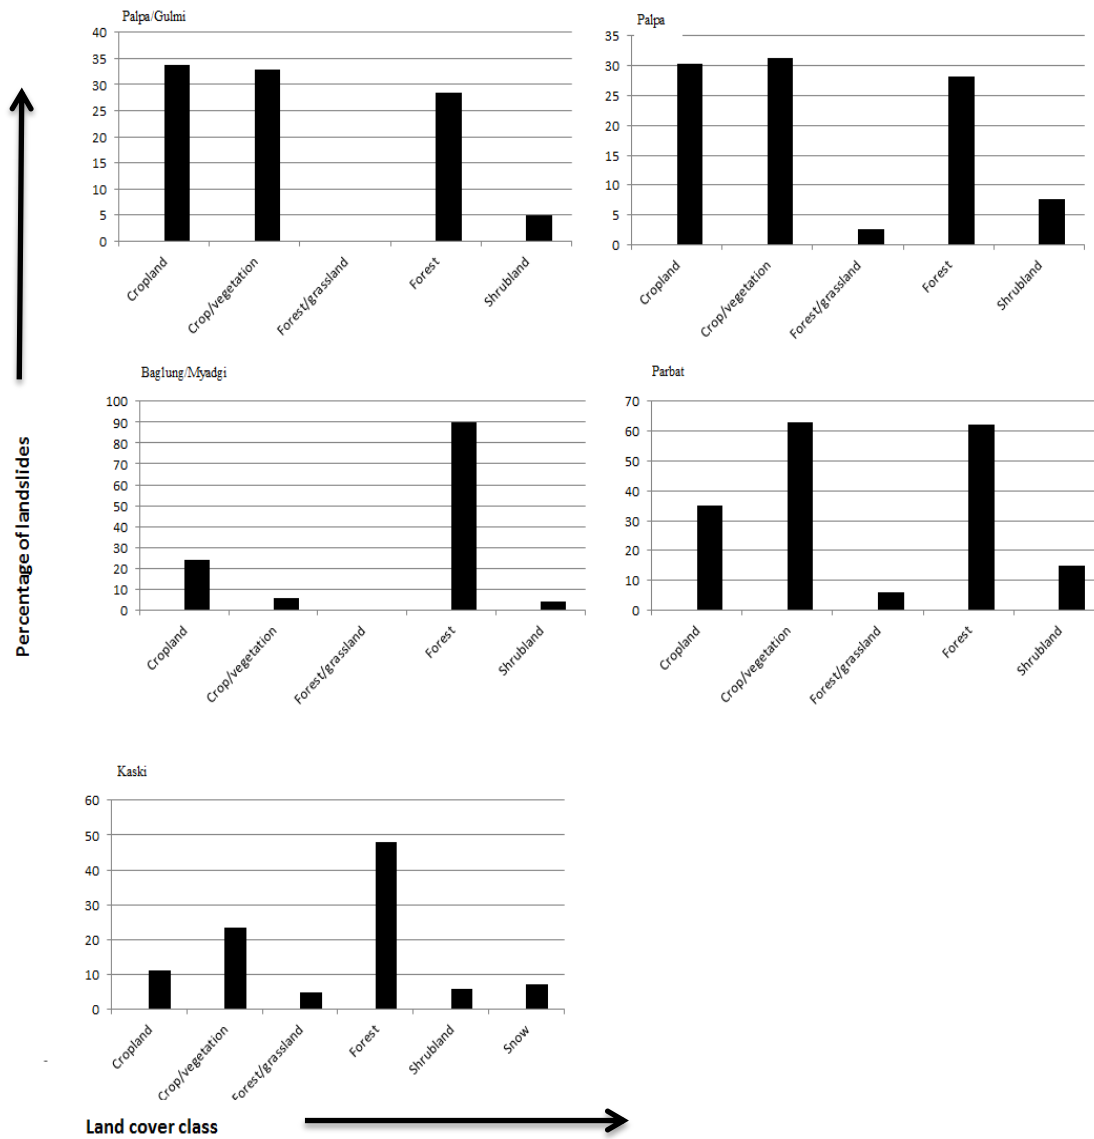 Palpa/Gulmi
40
35
30
25
20
15
10
5
0
Cropland
Crop/vegetation
Forest/grassland
Forest
Shrubland
Palpa
35
30
25
20
15
10
5
0
Cropland
Crop/vegetation
Forest/grassland
Forest
Shrubland
Percentage of landslides
Baglung/Myadgi
100
90
80
70
60
50
40
30
20
10
0
Cropland
Crop/vegetation
Forest/grassland
Forest
Shrubland
Parbat
70
60
50
40
30
20
10
0
Cropland
Crop/vegetation
Forest/grassland
Forest
Shrubland
Kaski
60
50
40
30
20
10
0
Cropland
Crop/vegetation
Forest/grassland
Forest
Shrubland
Snow
Land cover class